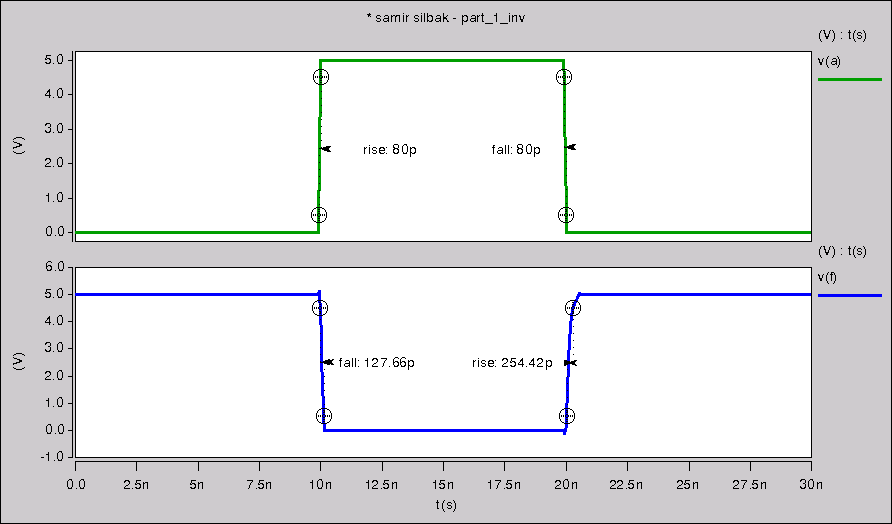 * samir silbak - part_1_inv
(V) : t(s)
v(a)
5.0
4.0
3.0
2.0
1.0
0.0
(V)
rise: 80p
fall: 80p
(V) : t(s)
v(f)
6.0
5.0
4.0
3.0
2.0
1.0
0.0
-1.0
(V)
fall: 127.66p
rise: 254.42p
0.0 2.5n 5n 7.5n 10n 12.5n 15n 17.5n 20n 22.5n 25n 27.5n 30n
t(s)